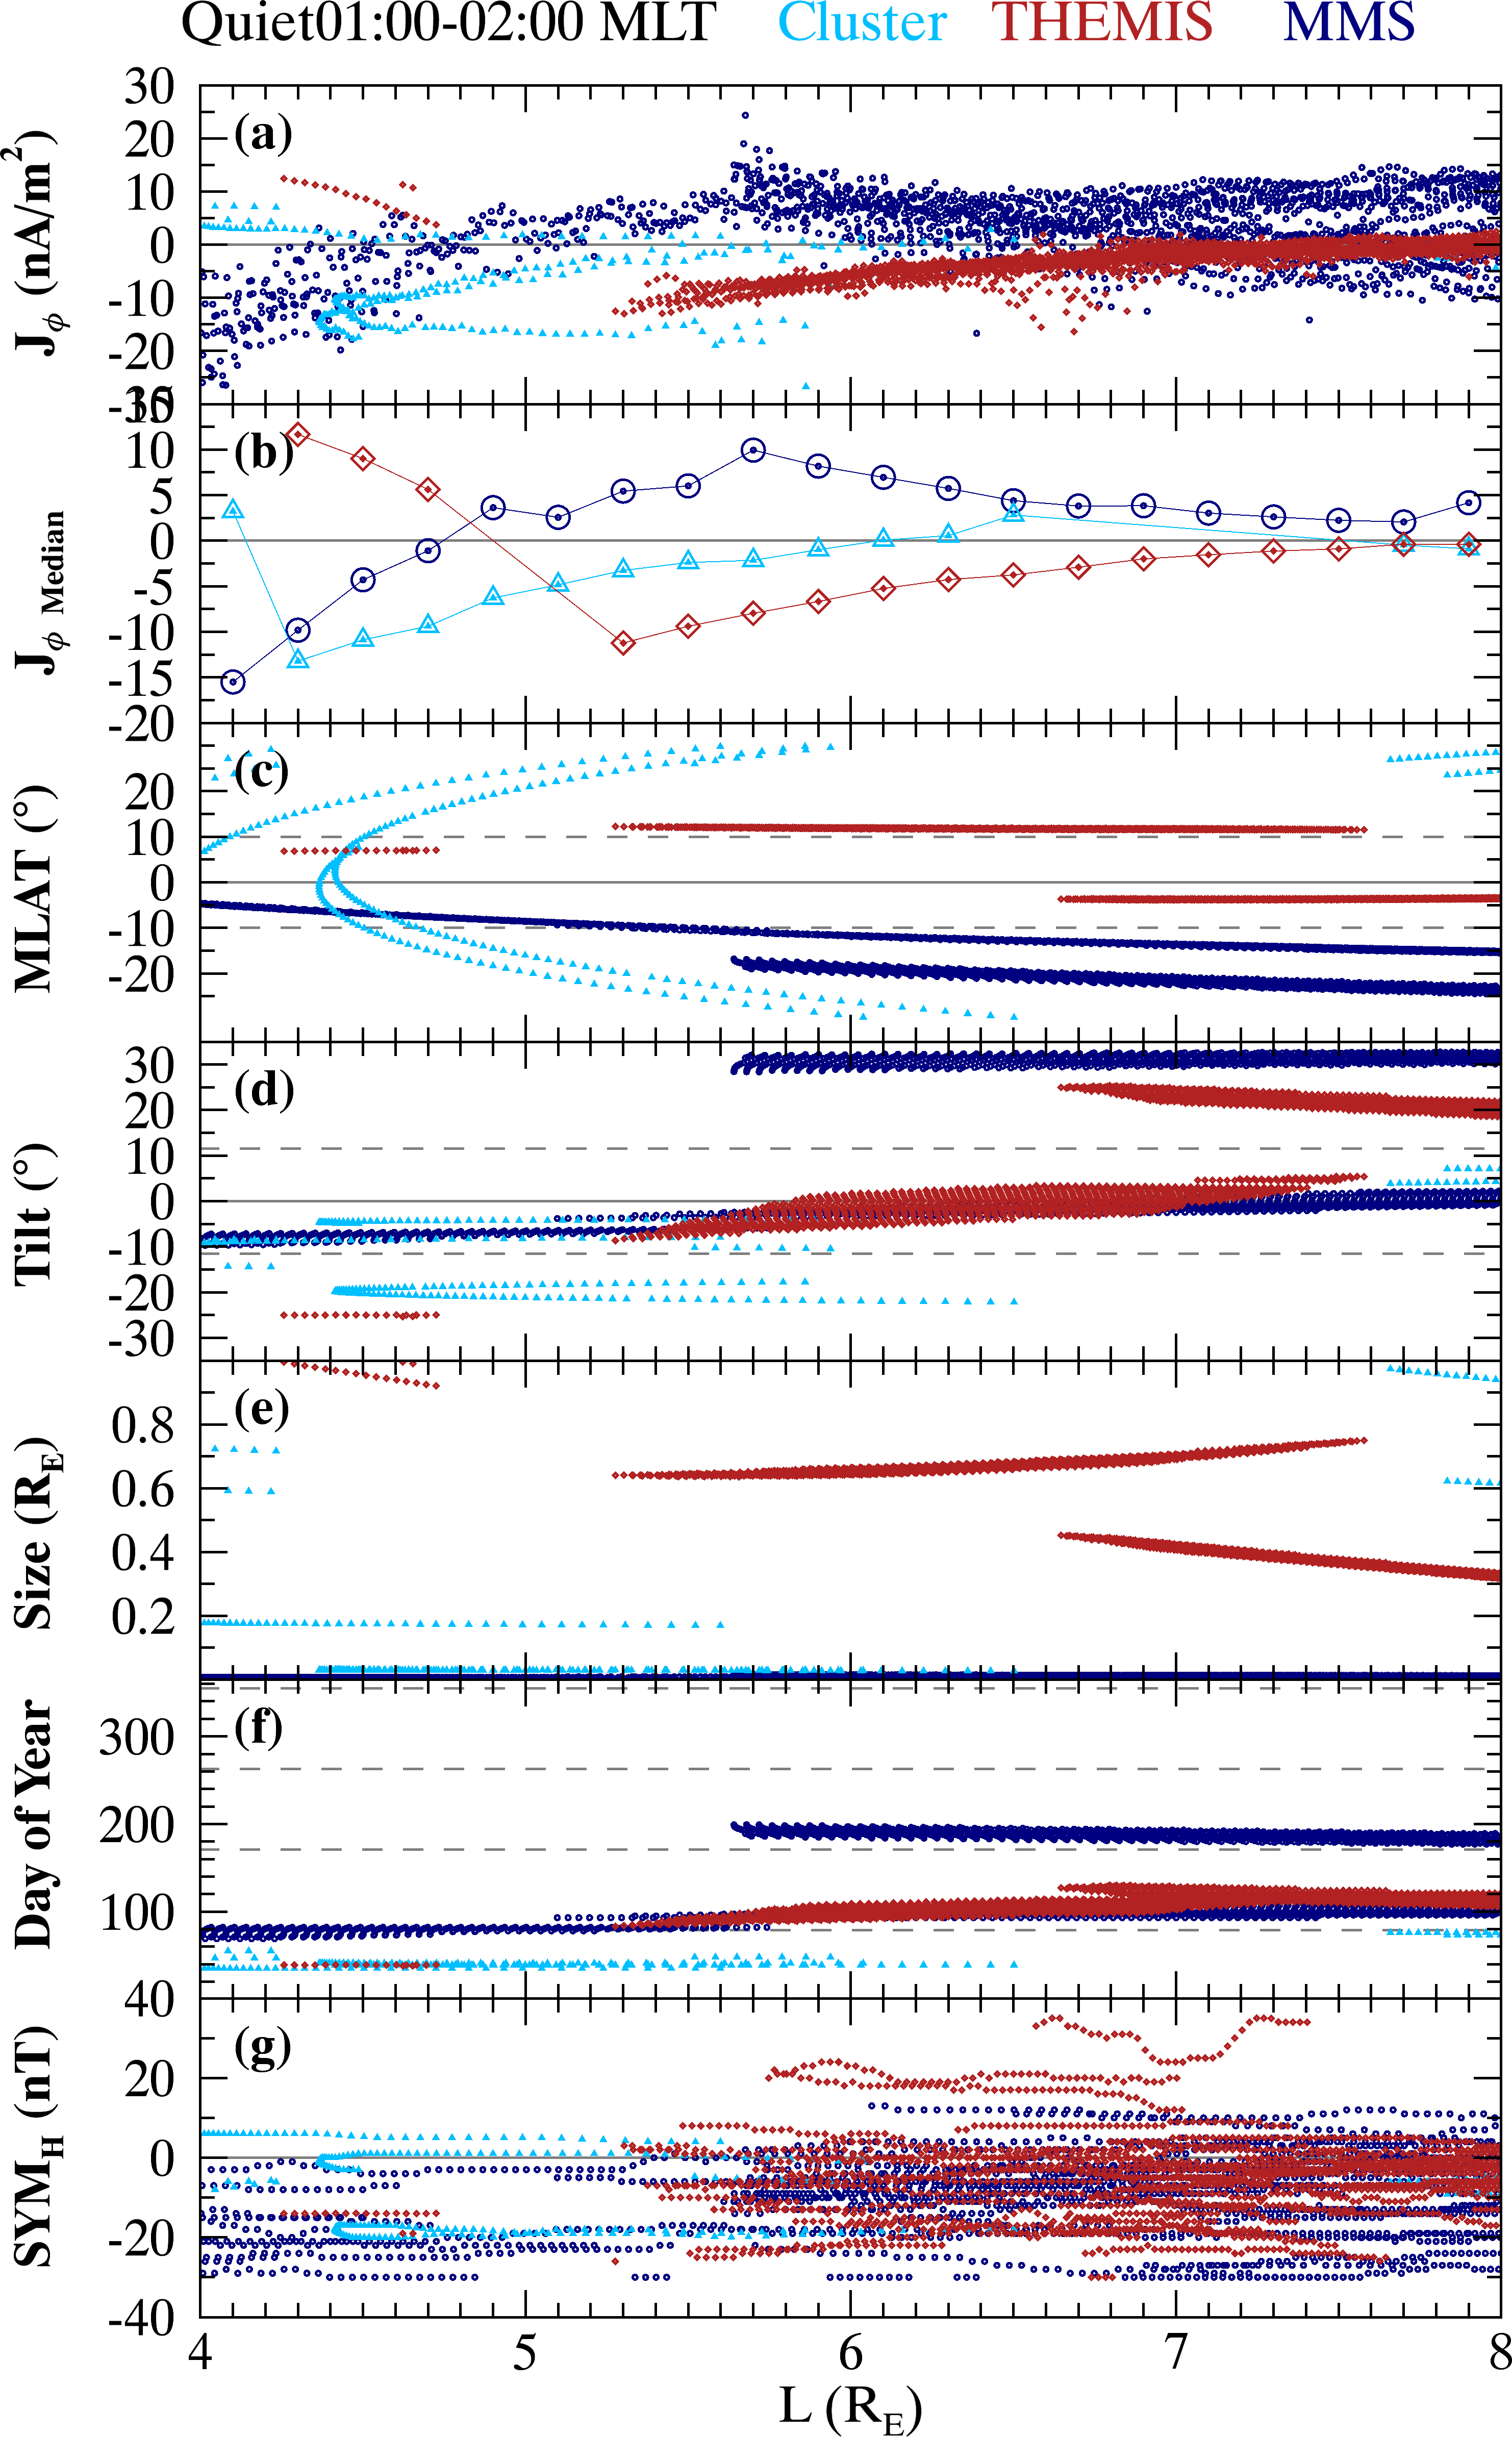 Quiet01:00-02:00 MLT Cluster THEMIS MMS
30
20
10
0
-10
-20
-30
(a)
Jϕ (nA/m²)
10
5
0
-5
-10
-15
-20
(b)
Jϕ Median
20
10
0
-10
-20
(c)
MLAT (°)
30
20
10
0
-10
-20
-30
(d)
Tilt (°)
0.8
0.6
0.4
0.2
(e)
Size (RE)
300
200
100
(f)
Day of Year
40
20
0
-20
-40
(g)
SYMH (nT)
4 5 6 7 8
L (RE)